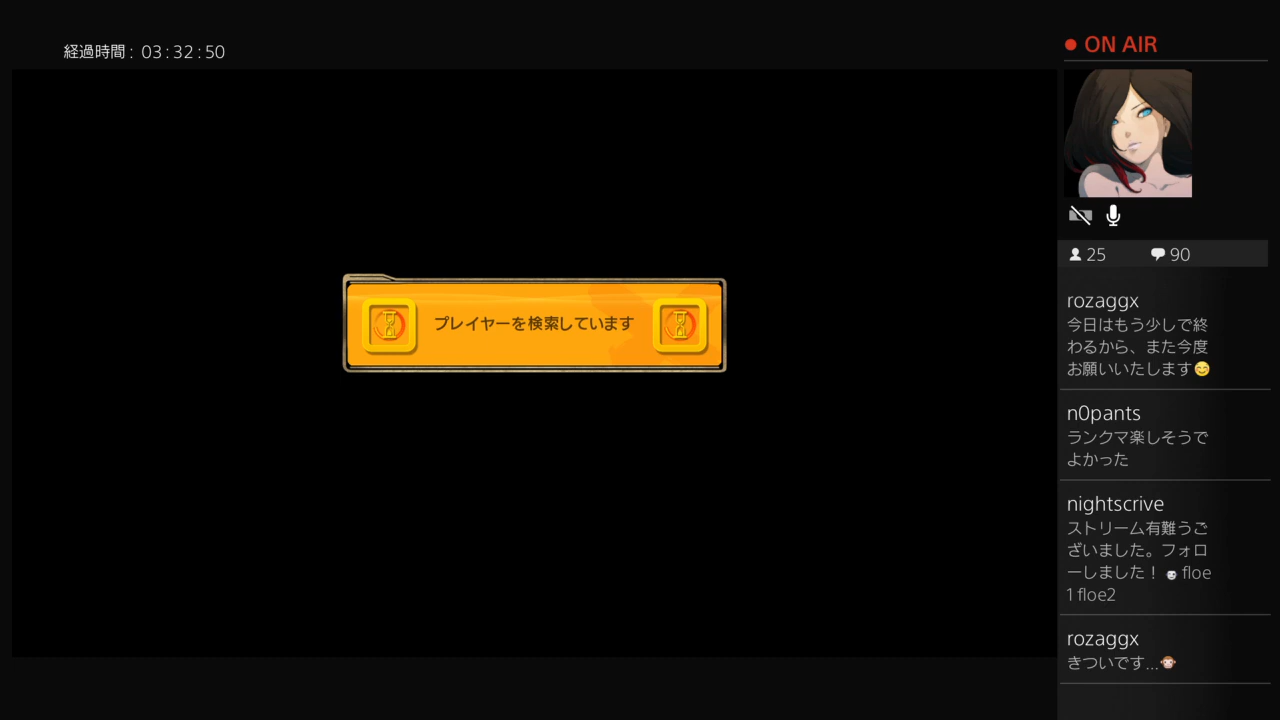 経過時間 : 03 : 32 : 50
ON AIR
25 90
プレイヤーを検索しています
rozaggx
今日はもう少しで終
わるから、また今度
お願いいたします😊
n0pants
ランクマ楽しそうで
よかった
nightscrive
ストリーム有難うご
ざいました。フォロ
ーしました！ floe
1floe2
rozaggx
きついです...🐵